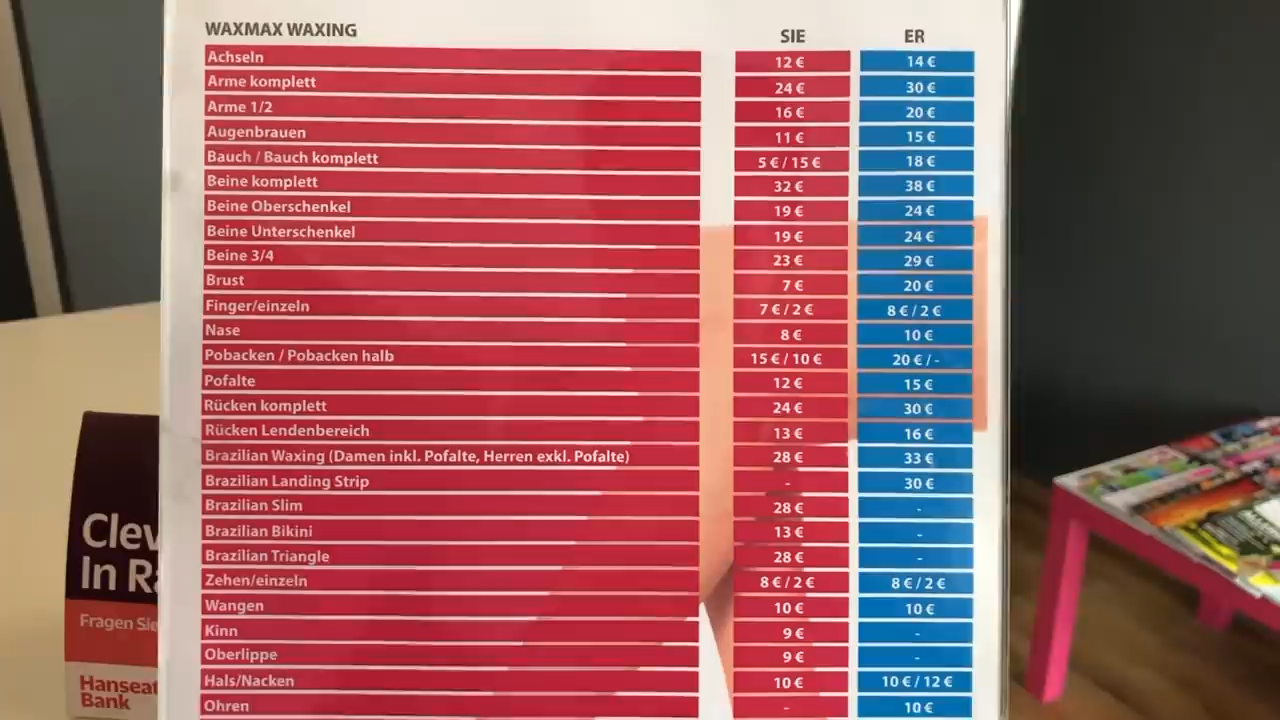 WAXMAX WAXING SIE ER
Achseln 12 € 14 €
Arme komplett 24 € 30 €
Arme 1/2 16 € 20 €
Augenbrauen 11 € 15 €
Bauch / Bauch komplett 5 € / 15 € 18 €
Beine komplett 32 € 38 €
Beine Oberschenkel 19 € 24 €
Beine Unterschenkel 19 € 24 €
Beine 3/4 23 € 29 €
Brust 7 € 20 €
Finger/einzeln 7 € / 2 € 8 € / 2 €
Nase 8 € 10 €
Pobacken / Pobacken halb 15 € / 10 € 20 € / -
Pofalte 12 € 15 €
Rücken komplett 24 € 30 €
Rücken Lendenbereich 13 € 16 €
Brazilian Waxing (Damen inkl. Pofalte, Herren exkl. Pofalte) 28 € 33 €
Brazilian Landing Strip - 30 €
Brazilian Slim 28 € -
Brazilian Bikini 13 € -
Brazilian Triangle 28 € -
Zehen/einzeln 8 € / 2 € 8 € / 2 €
Wangen 10 € 10 €
Kinn 9 € -
Oberlippe 9 € -
Hals/Nacken 10 € 10 € / 12 €
Ohren - 10 €
Clev
In Ra
Fragen Sie
Hanseat
Bank